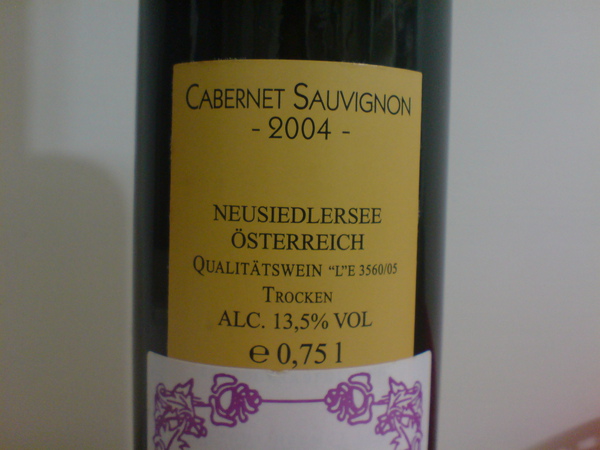 CABERNET SAUVIGNON
- 2004 -
NEUSIEDLERSEE
ÖSTERREICH
QUALITÄTSWEIN "L"E 3560/05
TROCKEN
ALC. 13,5% VOL
℮ 0,75 l